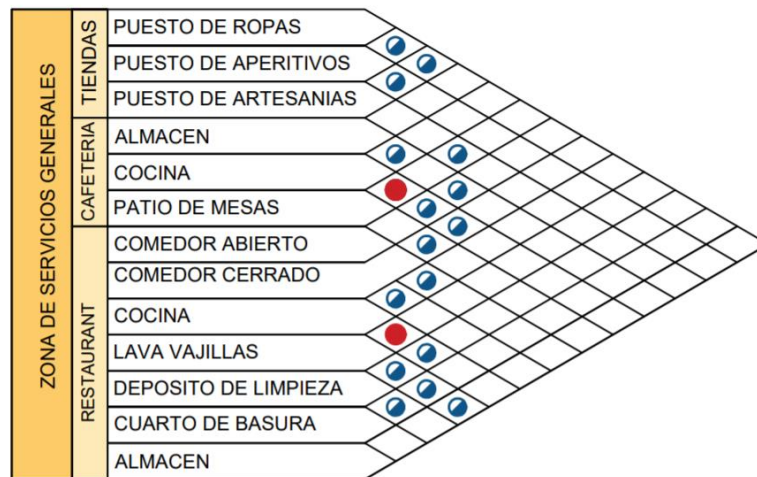 ZONA DE SERVICIOS GENERALES
TIENDAS
PUESTO DE ROPAS
PUESTO DE APERITIVOS
PUESTO DE ARTESANIAS
CAFETERIA
ALMACEN
COCINA
PATIO DE MESAS
RESTAURANT
COMEDOR ABIERTO
COMEDOR CERRADO
COCINA
LAVA VAJILLAS
DEPOSITO DE LIMPIEZA
CUARTO DE BASURA
ALMACEN